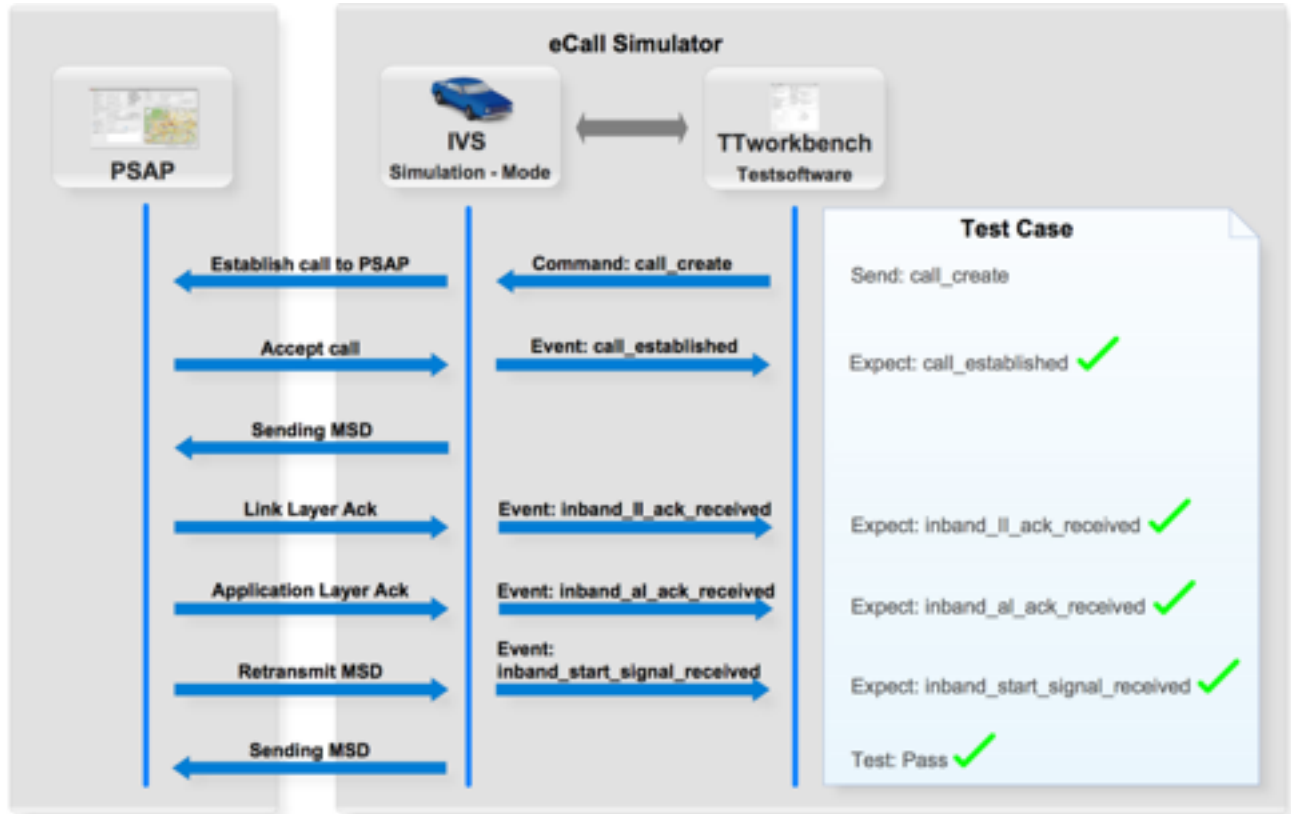 eCall Simulator
PSAP
IVS
Simulation - Mode
TTworkbench
Testsoftware
Test Case
Establish call to PSAP
Command: call_create
Send: call_create
Accept call
Event: call_established
Expect: call_established
Sending MSD
Link Layer Ack
Event: inband_ll_ack_received
Expect: inband_ll_ack_received
Application Layer Ack
Event: inband_al_ack_received
Expect: inband_al_ack_received
Retransmit MSD
Event:
inband_start_signal_received
Expect: inband_start_signal_received
Sending MSD
Test: Pass